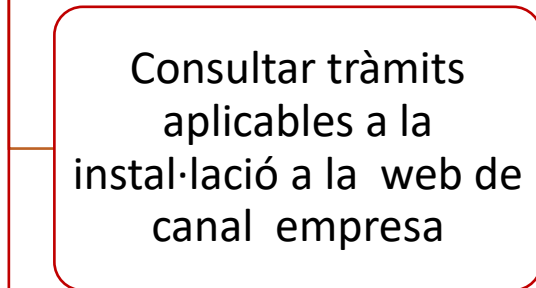 Consultar tràmits
aplicables a la
instal·lació a la  web de
canal  empresa